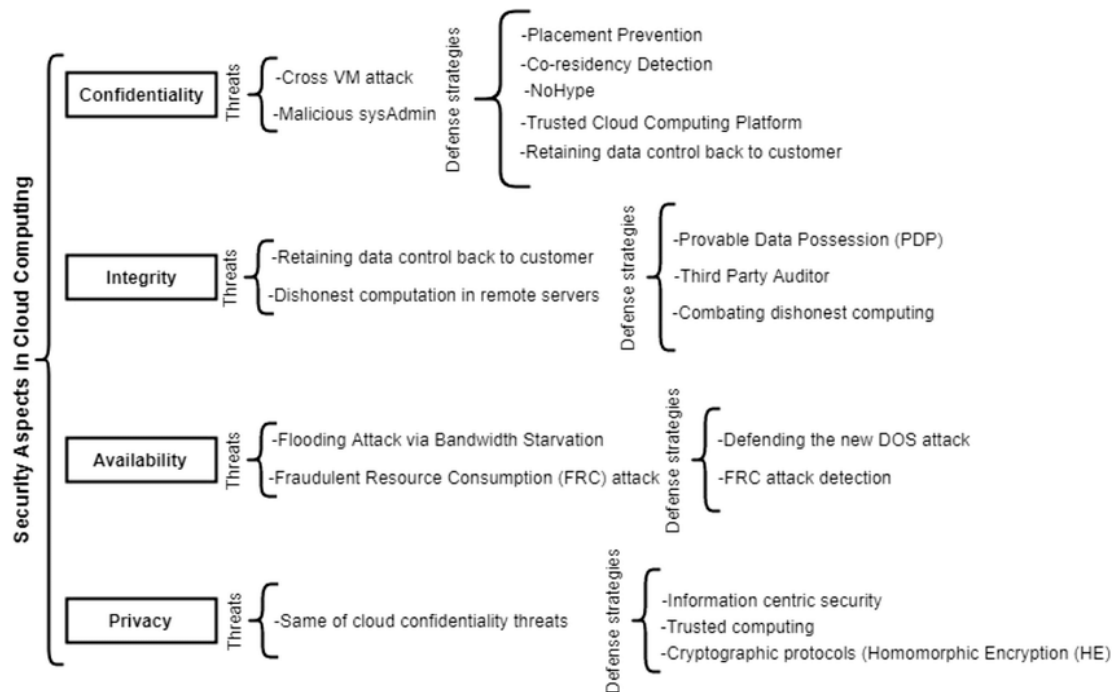 Security Aspects in Cloud Computing
Confidentiality
Threats
-Cross VM attack
-Malicious sysAdmin
Defense strategies
-Placement Prevention
-Co-residency Detection
-NoHype
-Trusted Cloud Computing Platform
-Retaining data control back to customer
Integrity
Threats
-Retaining data control back to customer
-Dishonest computation in remote servers
Defense strategies
-Provable Data Possession (PDP)
-Third Party Auditor
-Combating dishonest computing
Availability
Threats
-Flooding Attack via Bandwidth Starvation
-Fraudulent Resource Consumption (FRC) attack
Defense strategies
-Defending the new DOS attack
-FRC attack detection
Privacy
Threats
-Same of cloud confidentiality threats
Defense strategies
-Information centric security
-Trusted computing
-Cryptographic protocols (Homomorphic Encryption (HE)